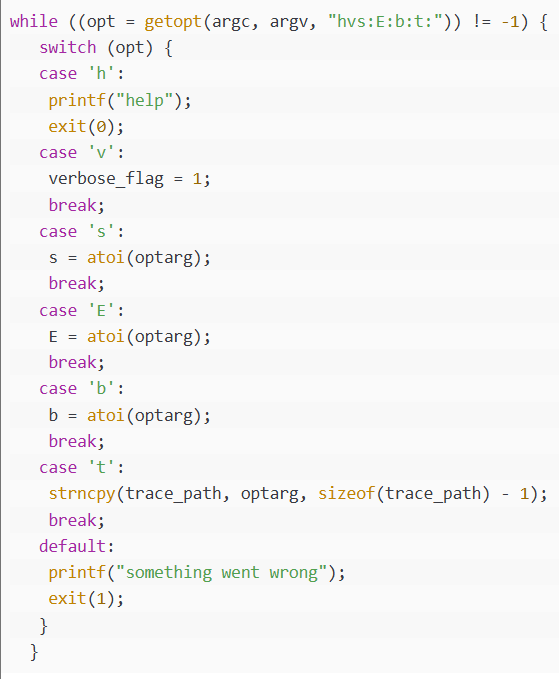 while ((opt = getopt(argc, argv, "hvs:E:b:t:")) != -1) {
   switch (opt) {
   case 'h':
    printf("help");
    exit(0);
   case 'v':
    verbose_flag = 1;
    break;
   case 's':
    s = atoi(optarg);
    break;
   case 'E':
    E = atoi(optarg);
    break;
   case 'b':
    b = atoi(optarg);
    break;
   case 't':
    strncpy(trace_path, optarg, sizeof(trace_path) - 1);
    break;
   default:
    printf("something went wrong");
    exit(1);
   }
  }